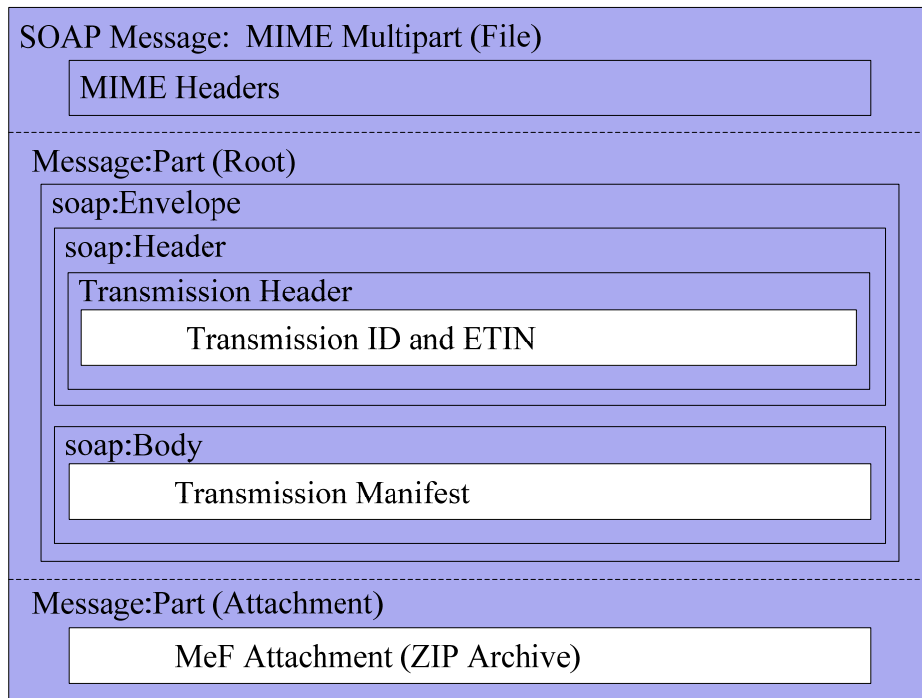 SOAP Message:  MIME Multipart (File)
MIME Headers
Message:Part (Root)
soap:Envelope
soap:Header
Transmission Header
Transmission ID and ETIN
soap:Body
Transmission Manifest
Message:Part (Attachment)
MeF Attachment (ZIP Archive)